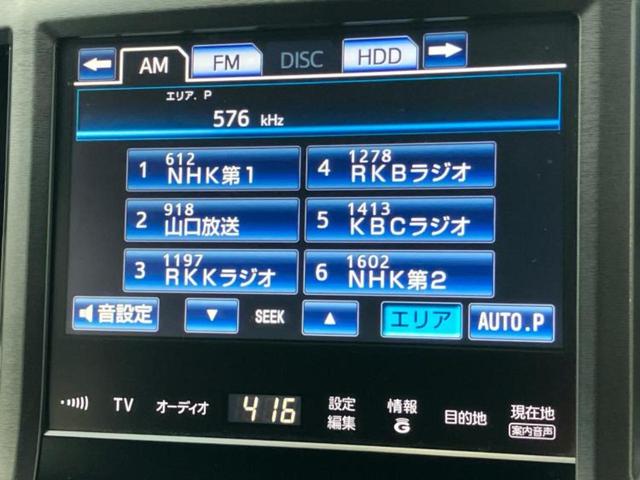 AM FM DISC HDD
エリア. P
576 kHz
1 612 NHK第1
4 1278 RKBラジオ
2 918 山口放送
5 1413 KBCラジオ
3 1197 RKKラジオ
6 1602 NHK第2
音設定 ▼ SEEK ▲ エリア AUTO.P
TV オーディオ 416 設定 編集 情報 G 目的地 現在地 案内音声